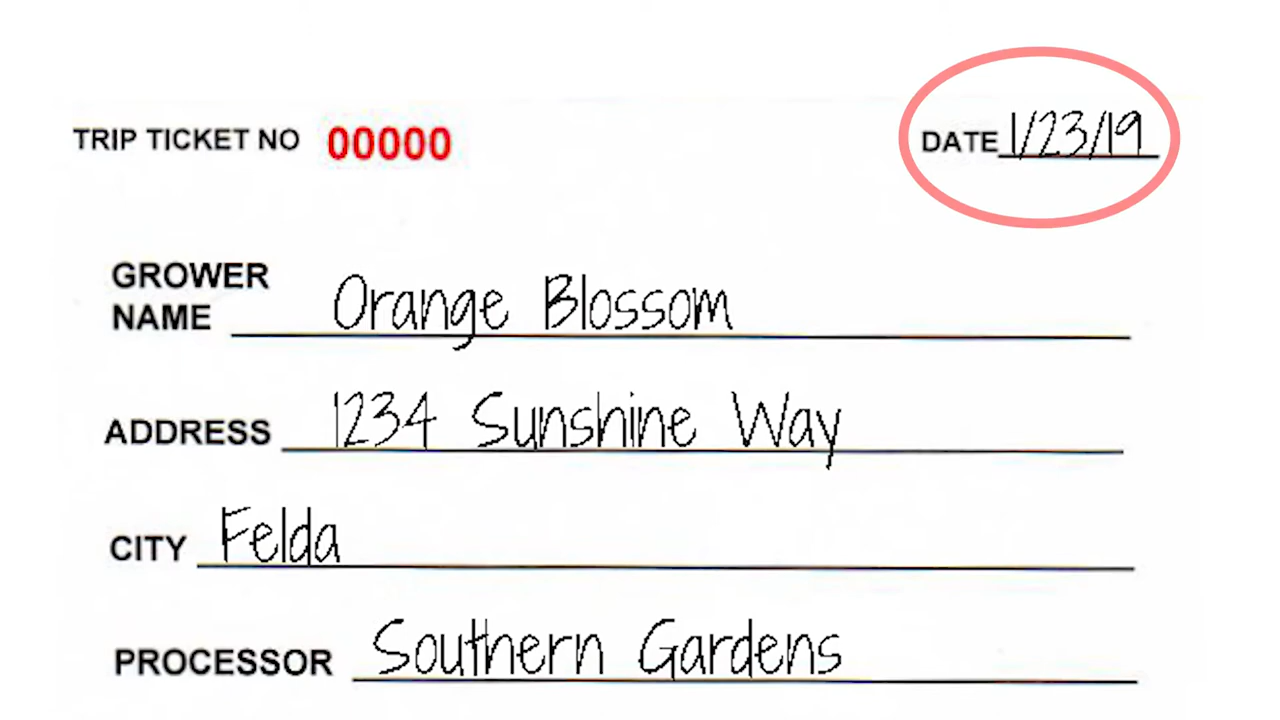 TRIP TICKET NO 00000 DATE 1/23/19
GROWER
NAME Orange Blossom
ADDRESS 1234 Sunshine Way
CITY Felda
PROCESSOR Southern Gardens